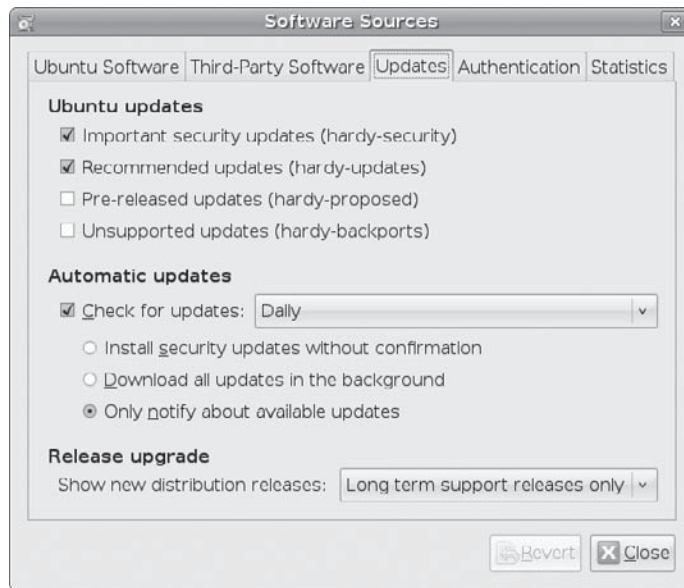 Software Sources
Ubuntu Software Third-Party Software Updates Authentication Statistics
Ubuntu updates
Important security updates (hardy-security)
Recommended updates (hardy-updates)
Pre-released updates (hardy-proposed)
Unsupported updates (hardy-backports)
Automatic updates
Check for updates: Daily
Install security updates without confirmation
Download all updates in the background
Only notify about available updates
Release upgrade
Show new distribution releases: Long term support releases only
Revert Close